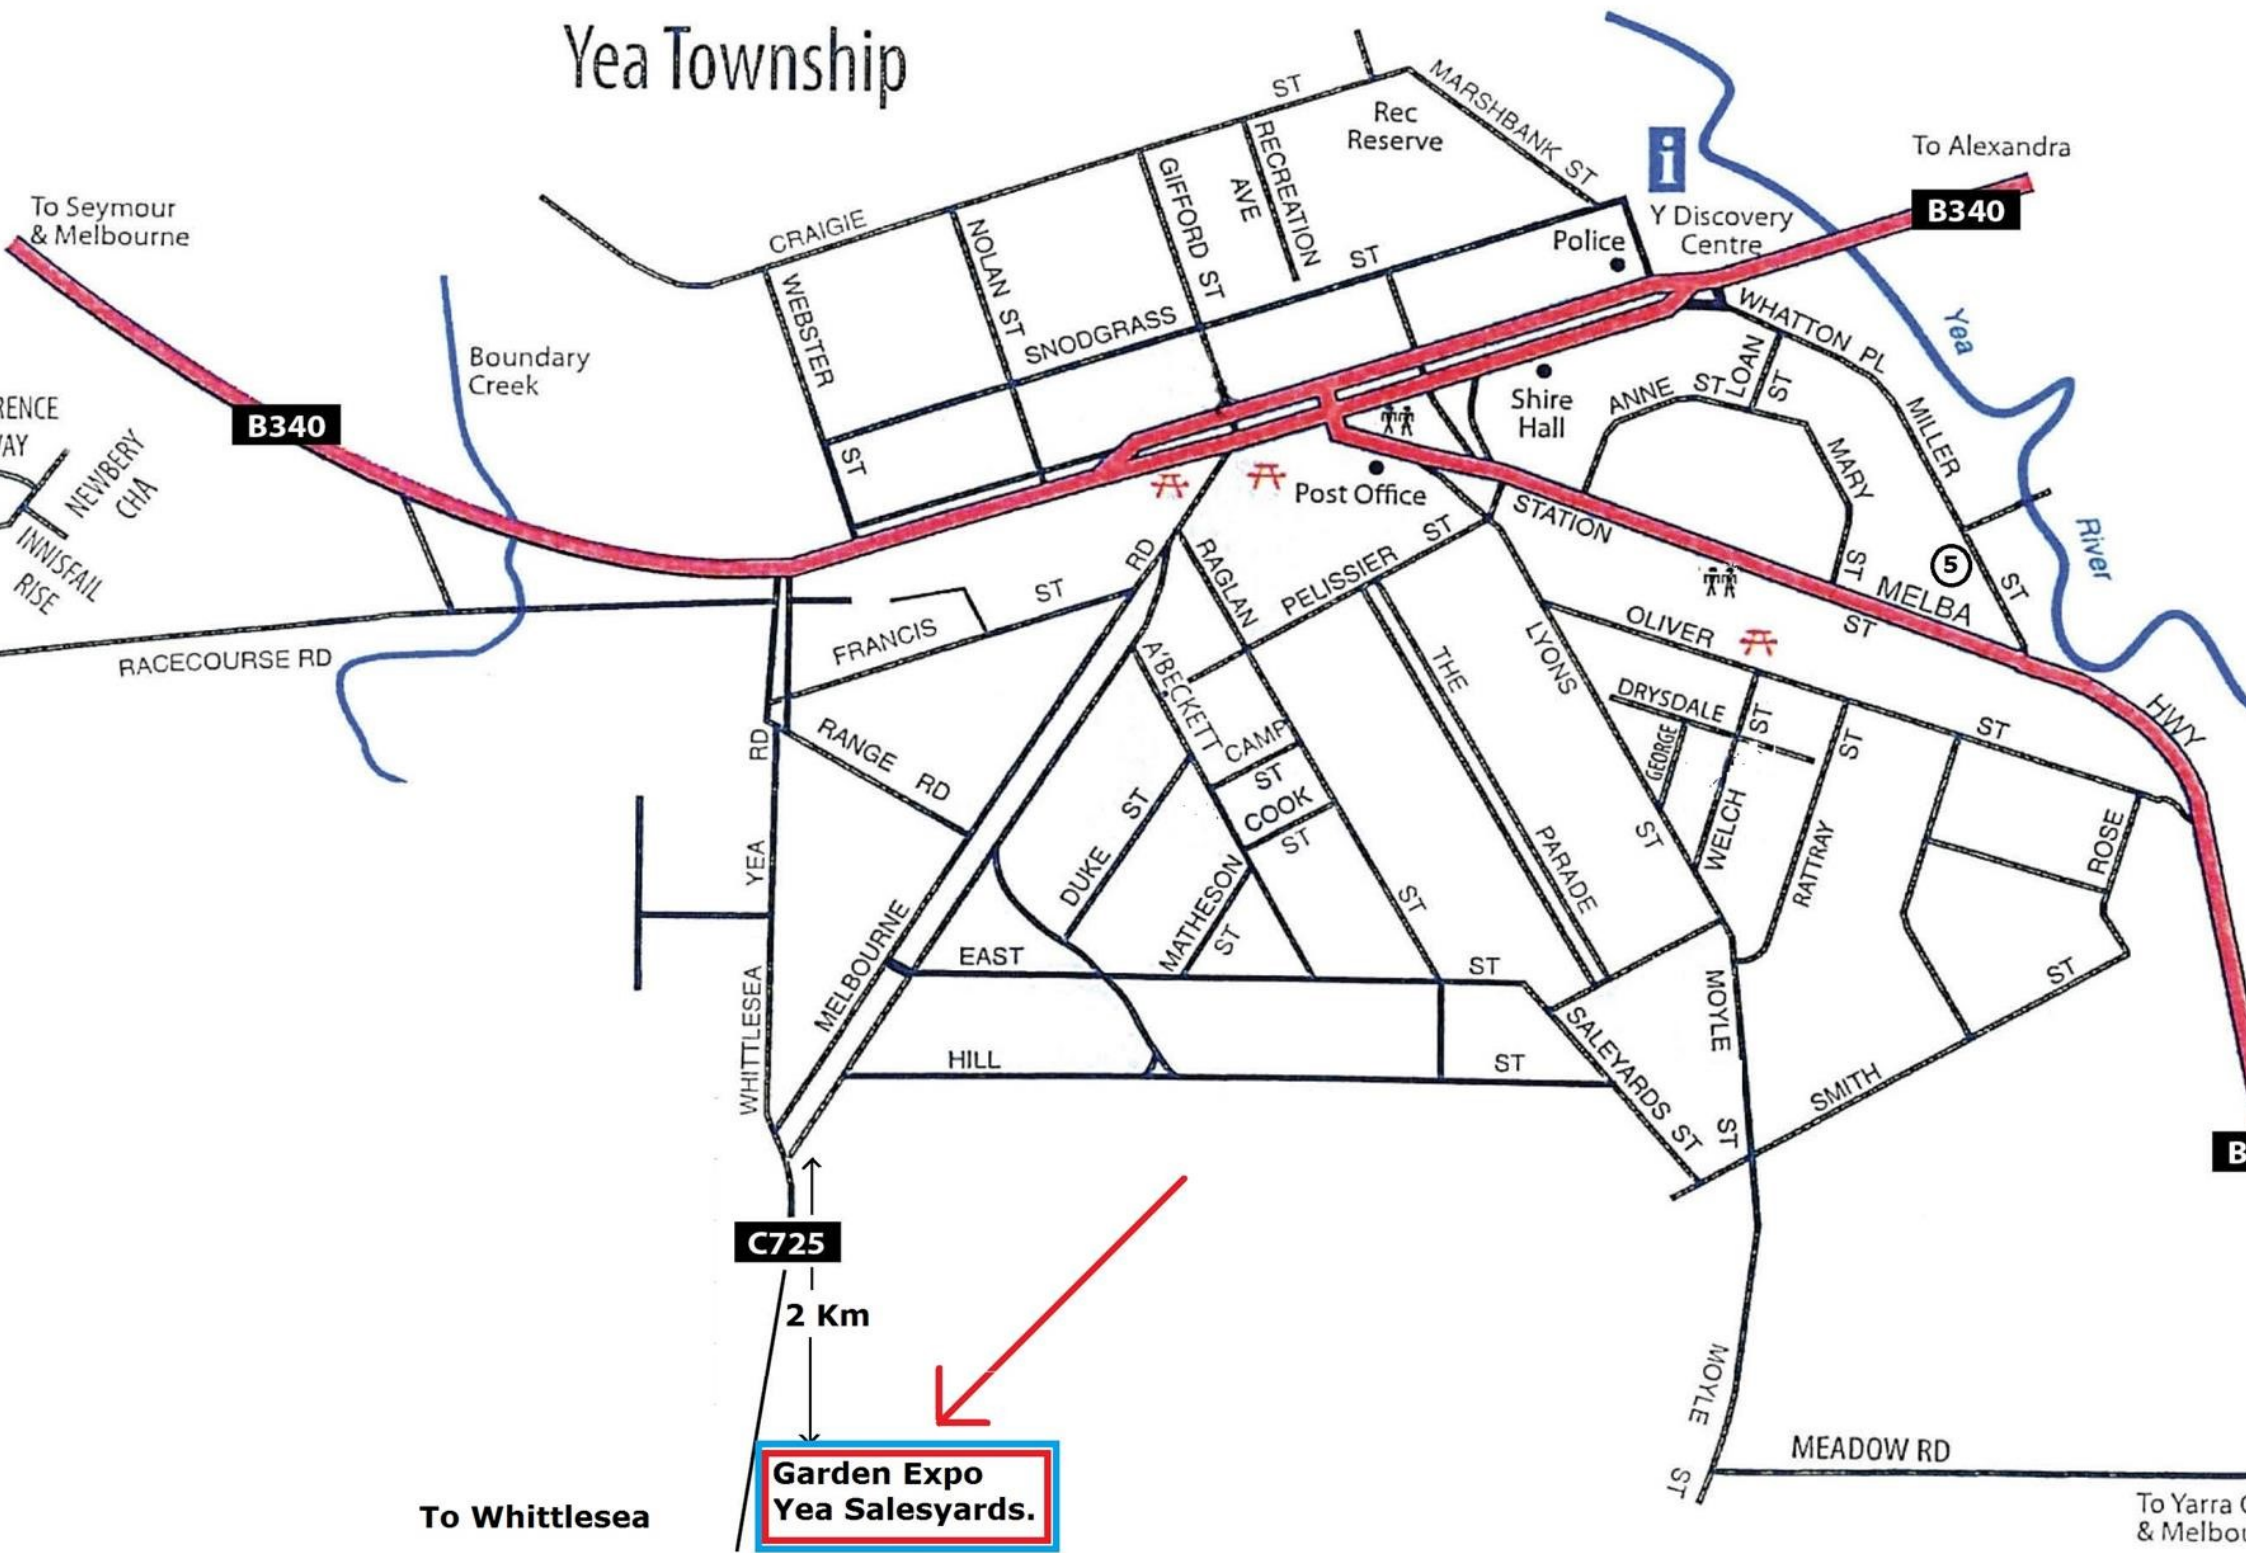 Yea Township
To Seymour
& Melbourne
B340
Boundary
Creek
NEWBERY
CHA
INNISFAIL
RISE
RACECOURSE RD
CRAIGIE
ST
WEBSTER
ST
NOLAN ST
GIFFORD ST
RECREATION
AVE
Rec
Reserve
MARSHBANK ST
SNODGRASS
ST
Police
i
Y Discovery
Centre
To Alexandra
B340
Yea
River
WHATTON PL
LOAN
ST
ANNE ST
MARY
ST
MILLER
ST
5
Shire
Hall
Post Office
STATION
ST
MELBA
HWY
FRANCIS
ST
RD
RAGLAN
ST
PELISSIER
ST
A'BECKETT
CAMP
ST
COOK
ST
THE
PARADE
LYONS
ST
OLIVER
ST
DRYSDALE
ST
GEORGE
WELCH
RATTRAY
ST
ROSE
RANGE RD
WHITTLESEA
YEA
RD
MELBOURNE
DUKE
ST
MATHESON
ST
EAST
ST
HILL
ST
SALEYARDS ST
MOYLE
ST
SMITH
ST
B
C725
2 Km
Garden Expo
Yea Salesyards.
To Whittlesea
MOYLE
ST
MEADOW RD
To Yarra